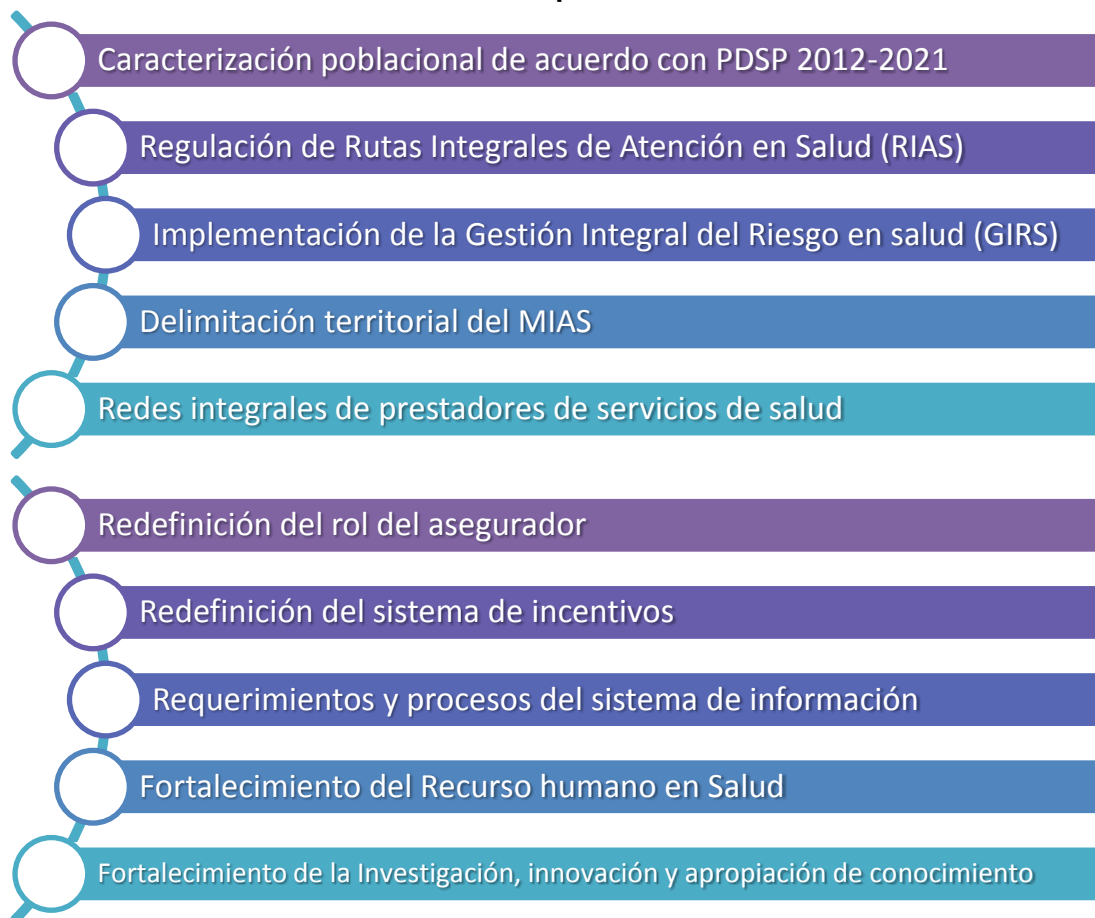 Caracterización poblacional de acuerdo con PDSP 2012-2021
Regulación de Rutas Integrales de Atención en Salud (RIAS)
Implementación de la Gestión Integral del Riesgo en salud (GIRS)
Delimitación territorial del MIAS
Redes integrales de prestadores de servicios de salud
Redefinición del rol del asegurador
Redefinición del sistema de incentivos
Requerimientos y procesos del sistema de información
Fortalecimiento del Recurso humano en Salud
Fortalecimiento de la Investigación, innovación y apropiación de conocimiento